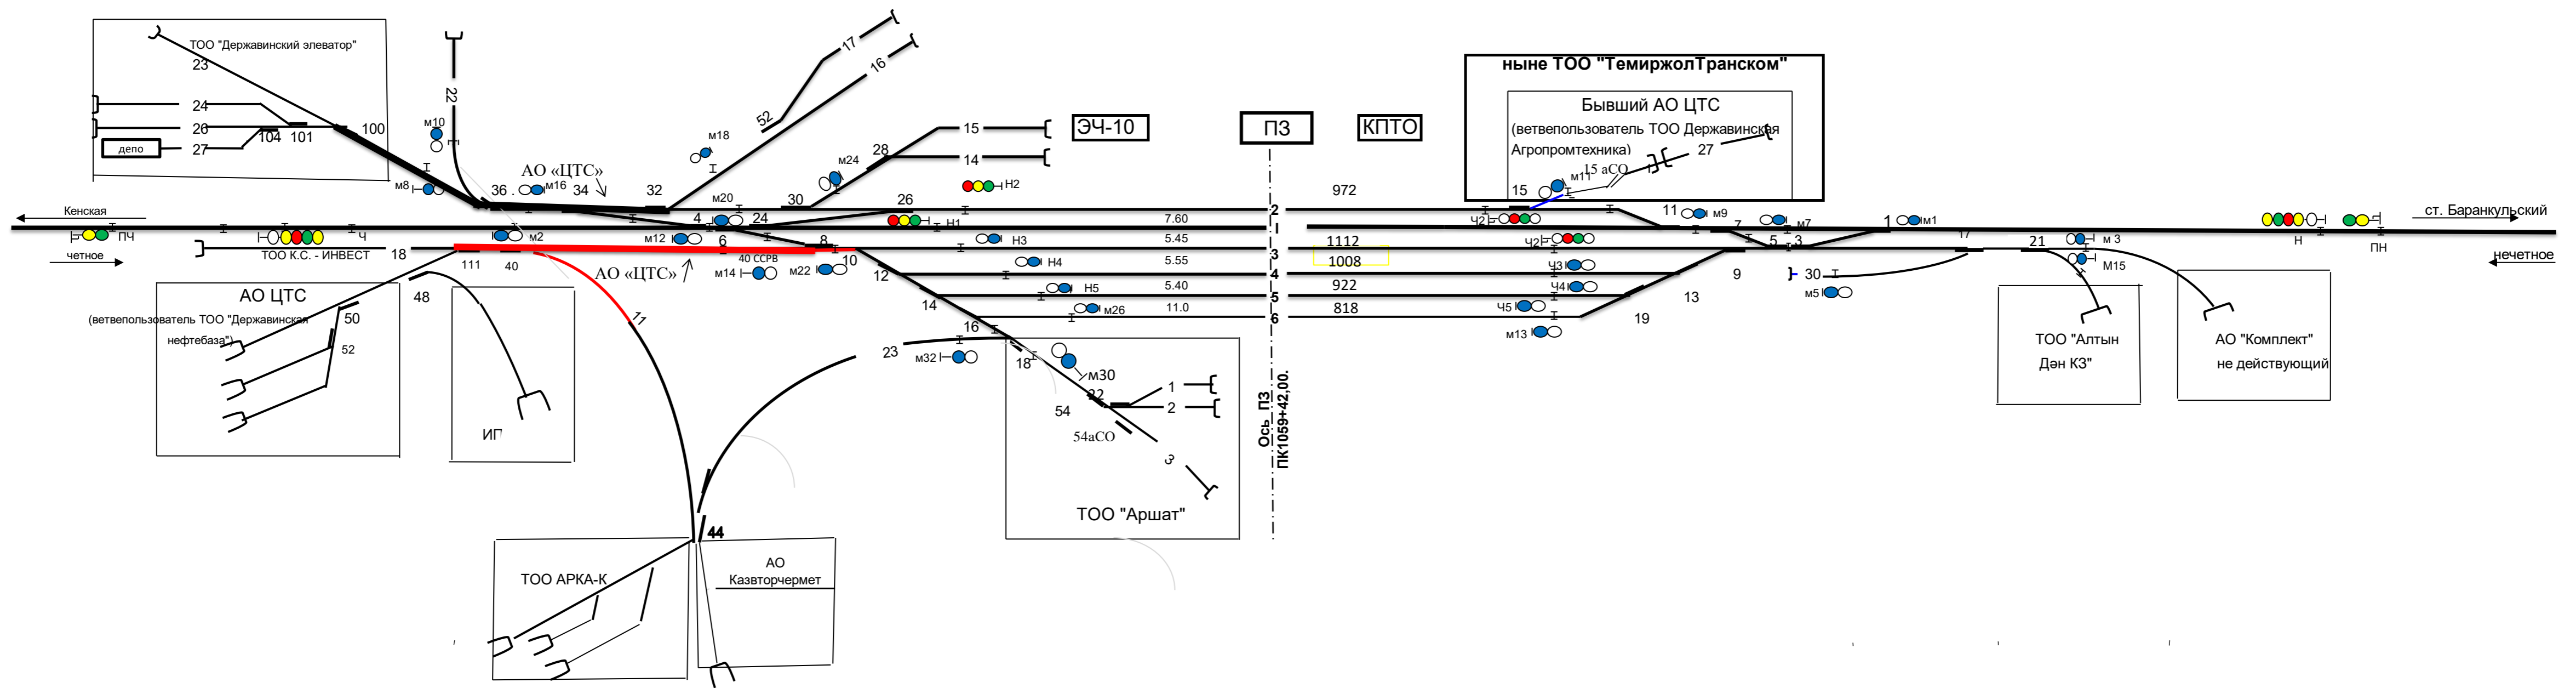 ТОО "Державинский элеватор"
23
24
26
27
депо
104
101
100
22
м10
м8
36 .
м16
34
32
АО «ЦТС»
м18
52
17
16
м20
30
м24
28
15
14
26
Н2
ЭЧ-10
ПЗ
КПТО
ныне ТОО "ТемиржолТранском"
Бывший АО ЦТС
(ветвепользователь ТОО Державинская
Агропромтехника)
27
15 аСО
м11
15
972
2
Кенская
ПЧ
Ч
4
24
Н1
7.60
1
Ч2
11
м9
7
м7
1
м1
Н
ПН
ст. Баранкульский
четное
ТОО К.С. - ИНВЕСТ
18
м2
м12
6
8
Н3
5.45
1112
3
Ч2
5
3
17
21
м 3
М15
нечетное
111
40
АО «ЦТС»
40 ССРВ
м14
м22
10
12
Н4
5.55
1008
4
Ч3
9
30
м5
48
14
Н5
5.40
922
5
Ч4
13
16
м26
11.0
818
6
Ч5
19
м13
АО ЦТС
(ветвепользователь ТОО "Державинская
нефтебаза")
50
52
ИП
11
23
м32
18
м30
22
54
54аСО
1
2
3
ТОО "Аршат"
Ось ПЗ
ПК1059+42,00.
ТОО "Алтын
Дән КЗ"
АО "Комплект"
не действующий
44
ТОО АРКА-К
АО
Казвторчермет